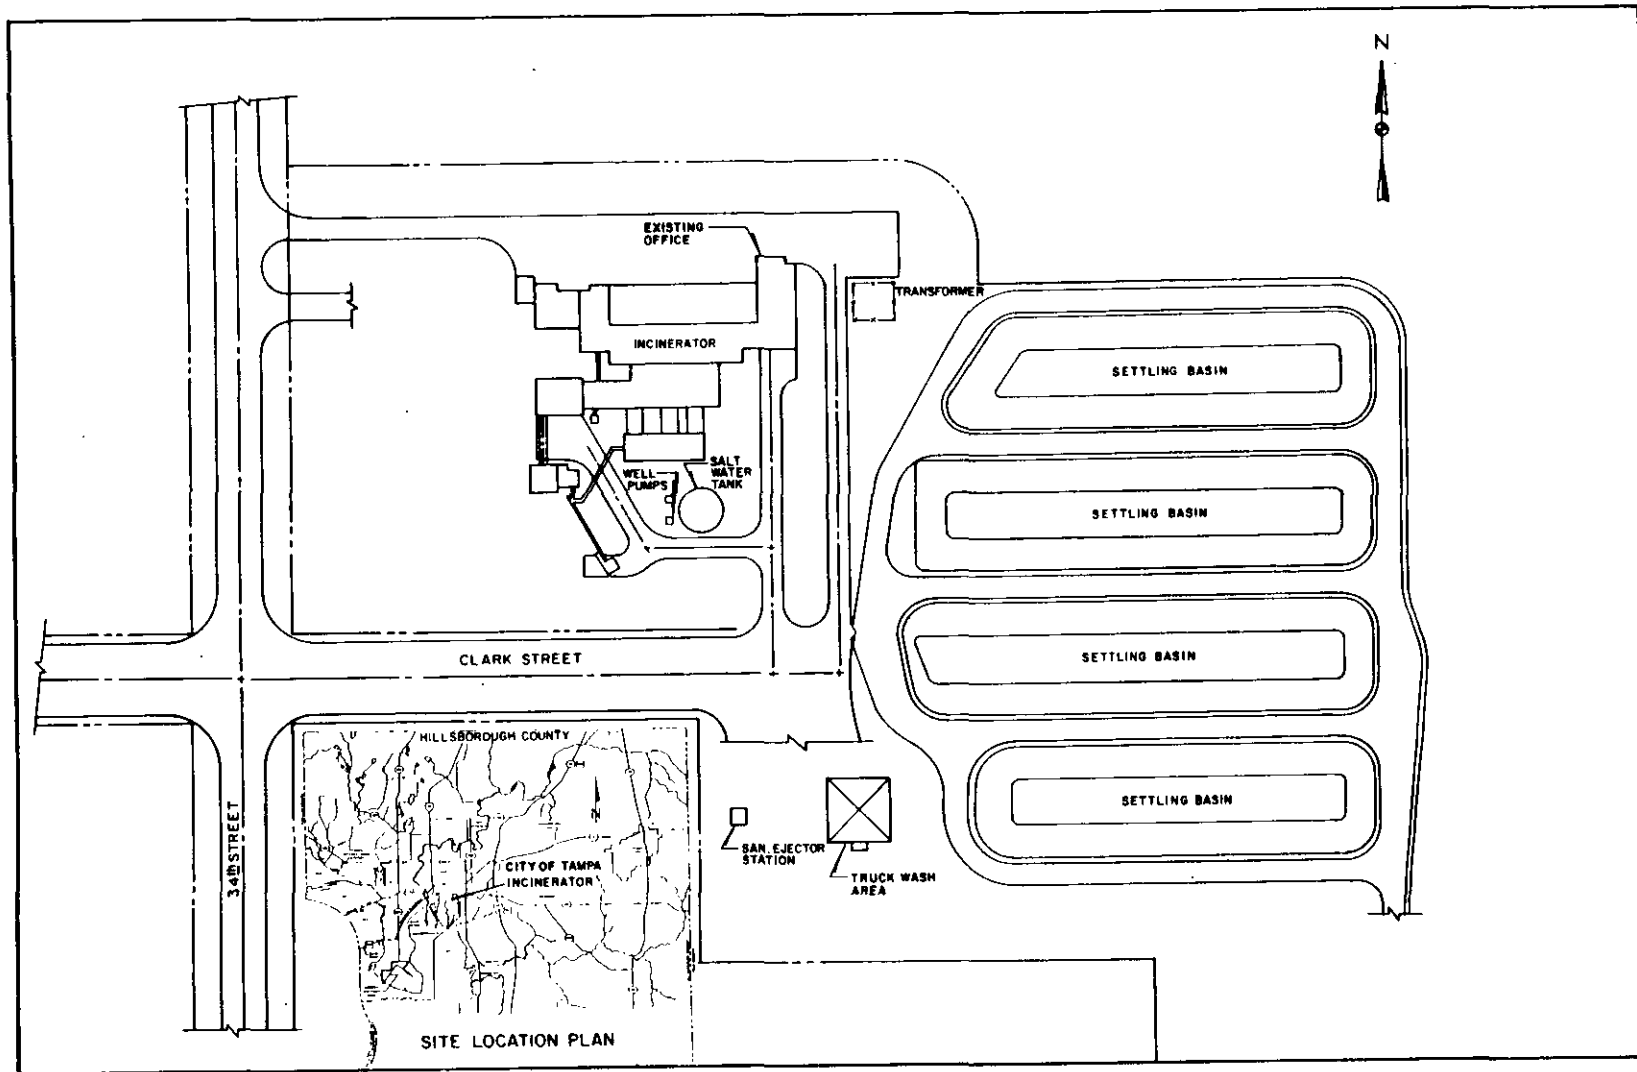 N
EXISTING
OFFICE
TRANSFORMER
INCINERATOR
SETTLING BASIN
SALT
WATER
TANK
WELL
PUMPS
SETTLING BASIN
CLARK STREET
SETTLING BASIN
HILLSBOROUGH COUNTY
N
SETTLING BASIN
34th STREET
SAN. EJECTOR
STATION
CITY OF TAMPA
INCINERATOR
TRUCK WASH
AREA
SITE LOCATION PLAN